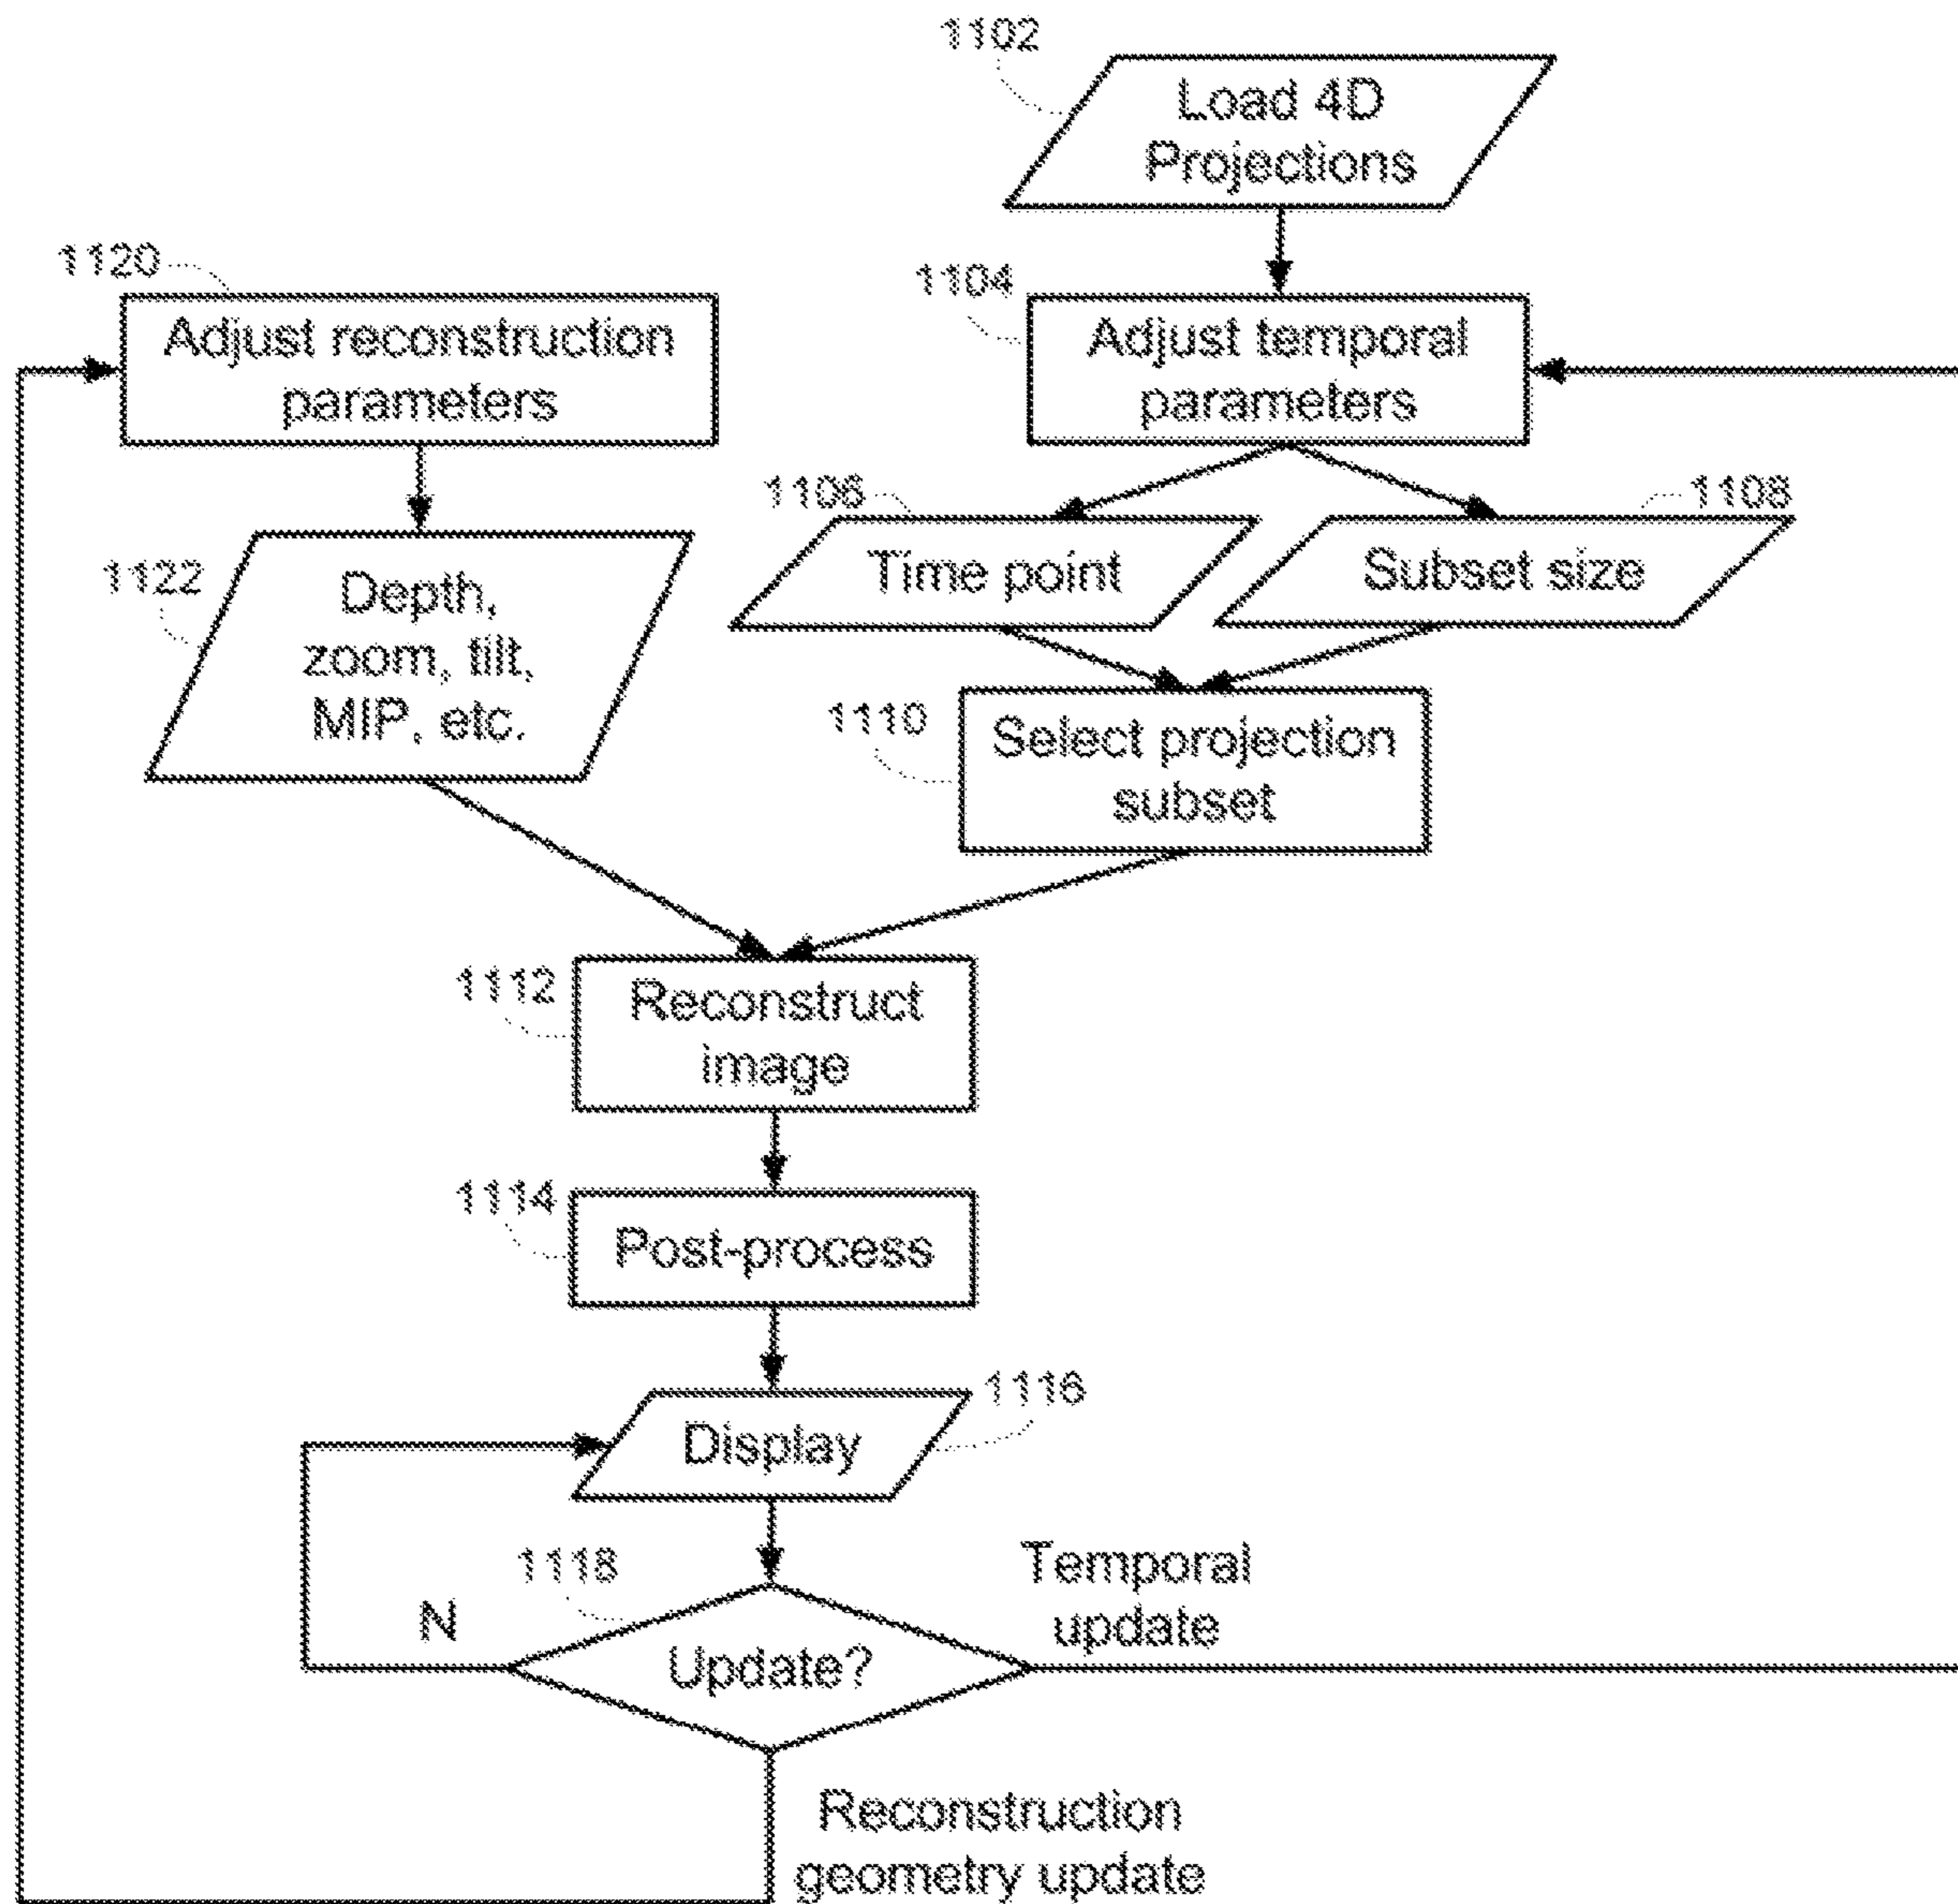 1102
Load 4D
Projections
1120
Adjust reconstruction
parameters
1104
Adjust temporal
parameters
1106
Time point
1108
Subset size
1122
Depth,
zoom, tilt,
MIP, etc.
1110
Select projection
subset
1112
Reconstruct
image
1114
Post-process
1116
Display
1118
Update?
N
Temporal
update
Reconstruction
geometry update